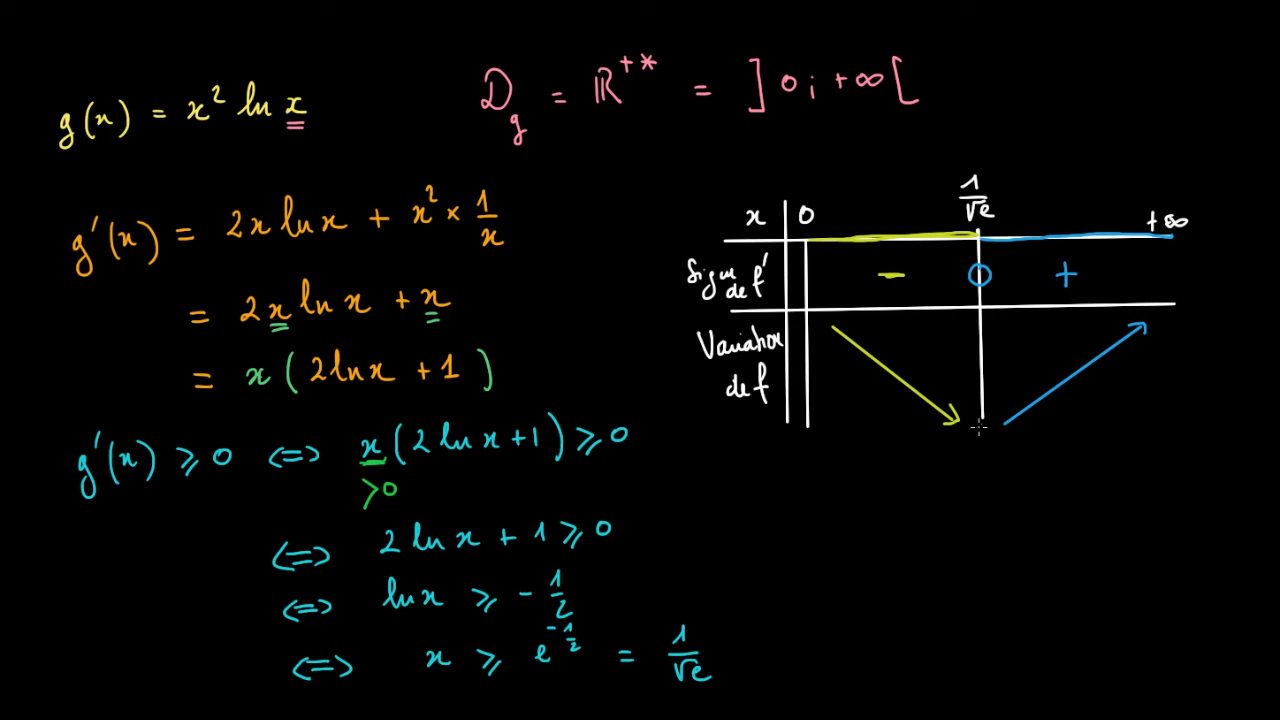 g(x) = x² ln x
D_g = ℝ⁺* = ]0 ; +∞[
g'(x) = 2x ln x + x² × 1/x
= 2x ln x + x
= x(2 ln x + 1)
g'(x) ⩾ 0 ⇔ x(2 ln x + 1) ⩾ 0
>0
⇔ 2 ln x + 1 ⩾ 0
⇔ ln x ⩾ -1/2
⇔ x ⩾ e^(-1/2) = 1/√e
x 0 1/√e +∞
Signe de f' - 0 +
Variation de f